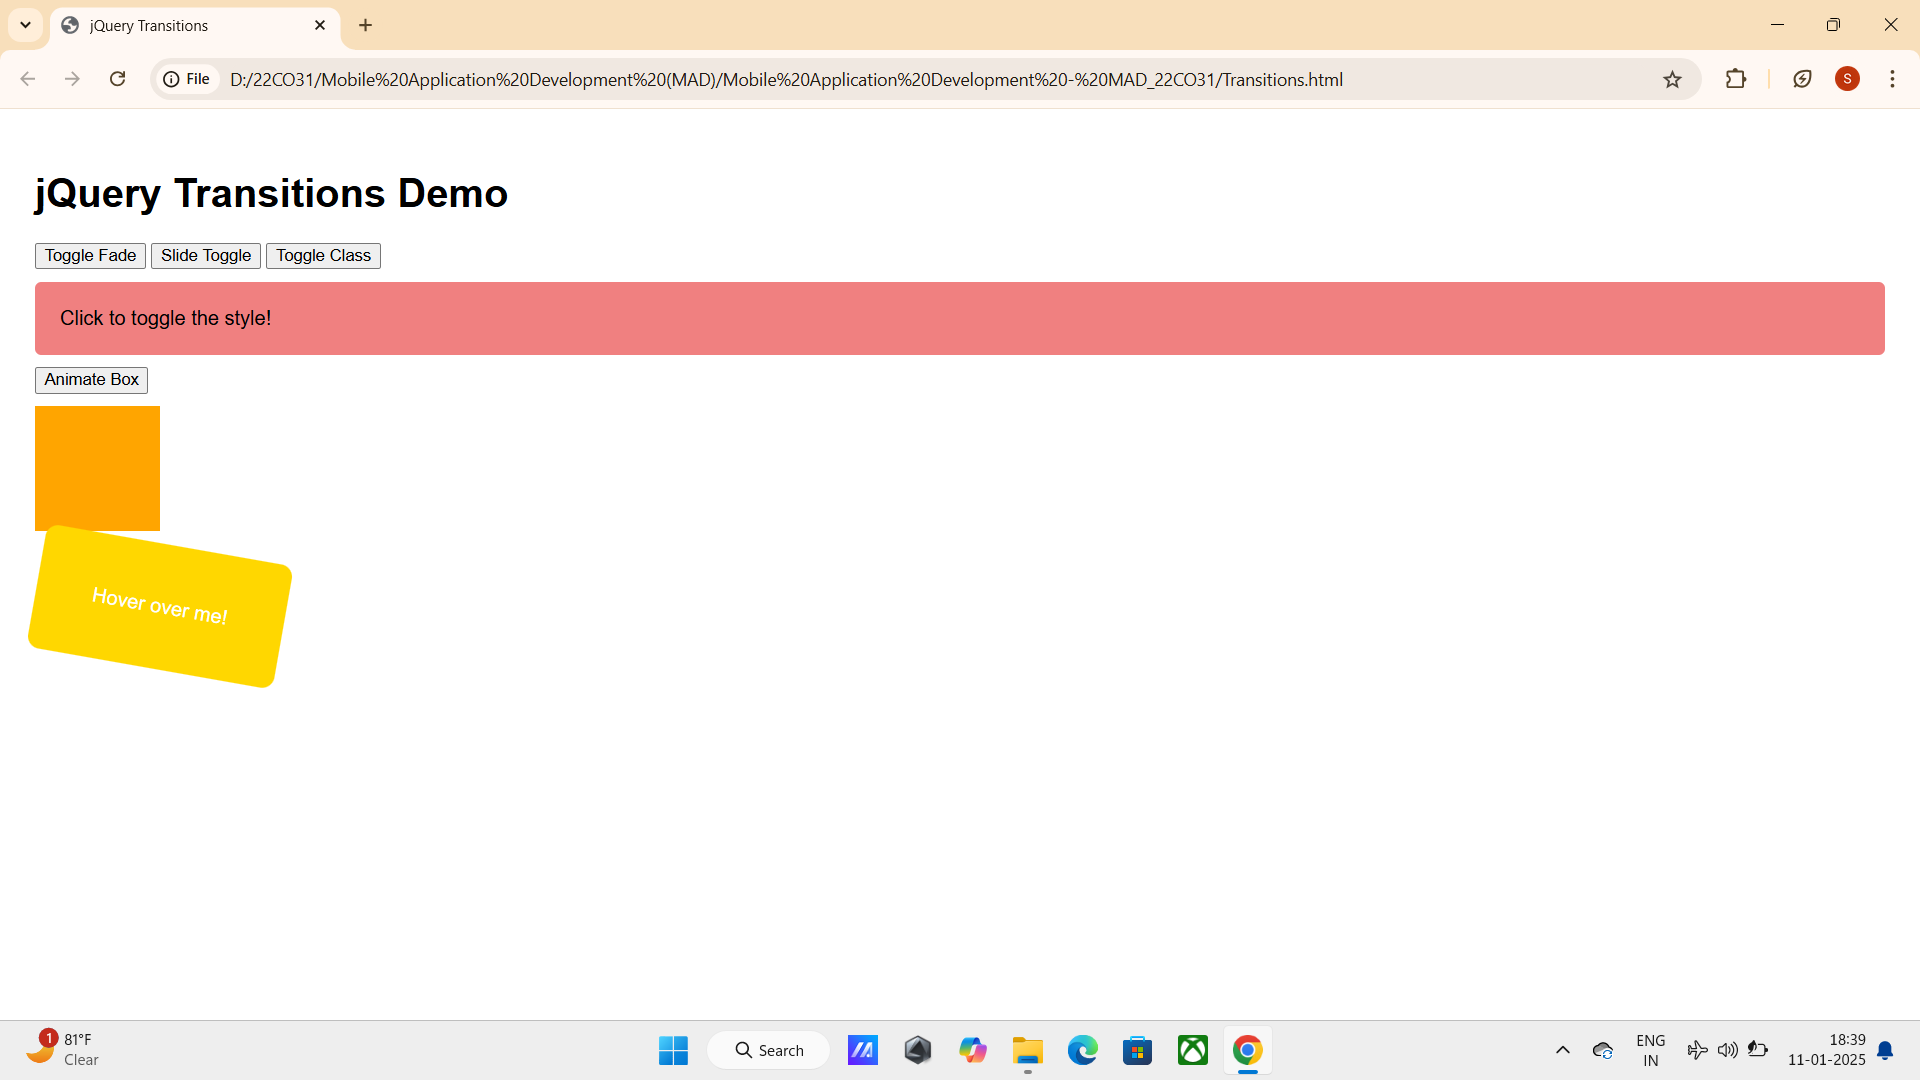 jQuery Transitions
File
D:/22CO31/Mobile%20Application%20Development%20(MAD)/Mobile%20Application%20Development%20-%20MAD_22CO31/Transitions.html
S
jQuery Transitions Demo
Toggle Fade Slide Toggle Toggle Class
Click to toggle the style!
Animate Box
Hover over me!
1
81°F
Clear
Search
ENG
IN
18:39
11-01-2025